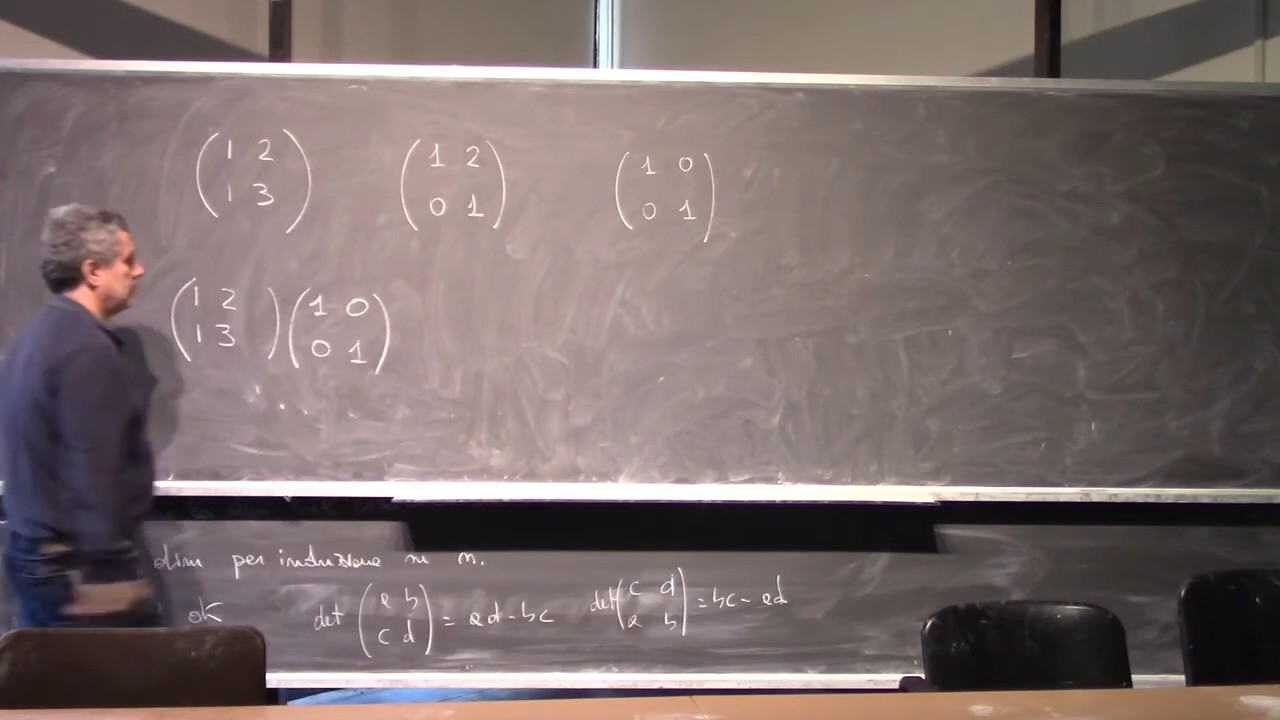 (1 2 (1 2 (1 0
1 3) 0 1) 0 1)
(1 2 (1 0
1 3) 0 1)
dim per induzione su n.
ok det (a b = ad - bc det (c d = bc - ad
c d) a b)